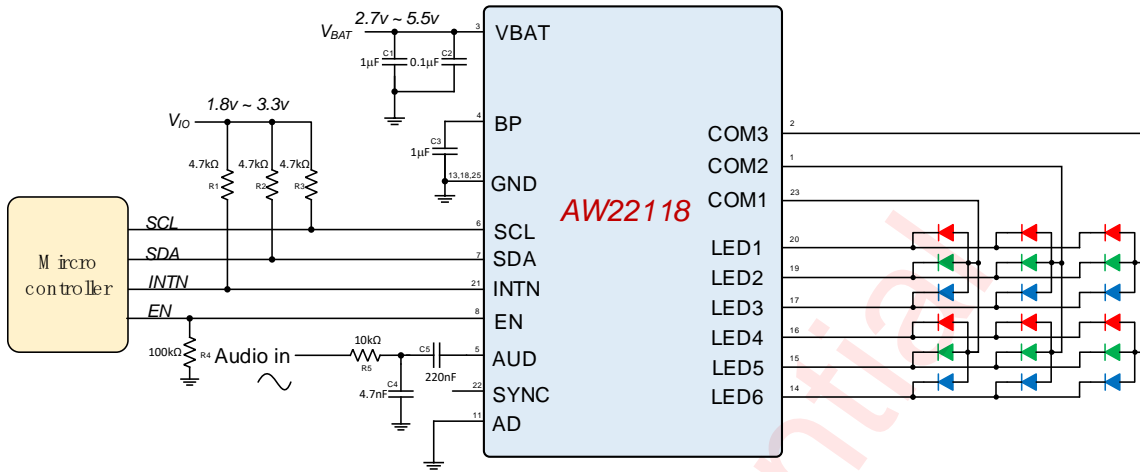 2.7v ~ 5.5v
VBAT
3
VBAT
C1
1μF
C2
0.1μF
1.8v ~ 3.3v
VIO
4
BP
C3
1μF
13,18,25
GND
4.7kΩ
R1
4.7kΩ
R2
4.7kΩ
R3
AW22118
Mircro
controller
SCL
6
SCL
SDA
7
SDA
INTN
21
INTN
EN
8
EN
100kΩ
R4
Audio in
10kΩ
R5
C4
4.7nF
C5
220nF
5
AUD
22
SYNC
11
AD
COM3
2
COM2
1
COM1
23
LED1
20
LED2
19
LED3
17
LED4
16
LED5
15
LED6
14
ntial